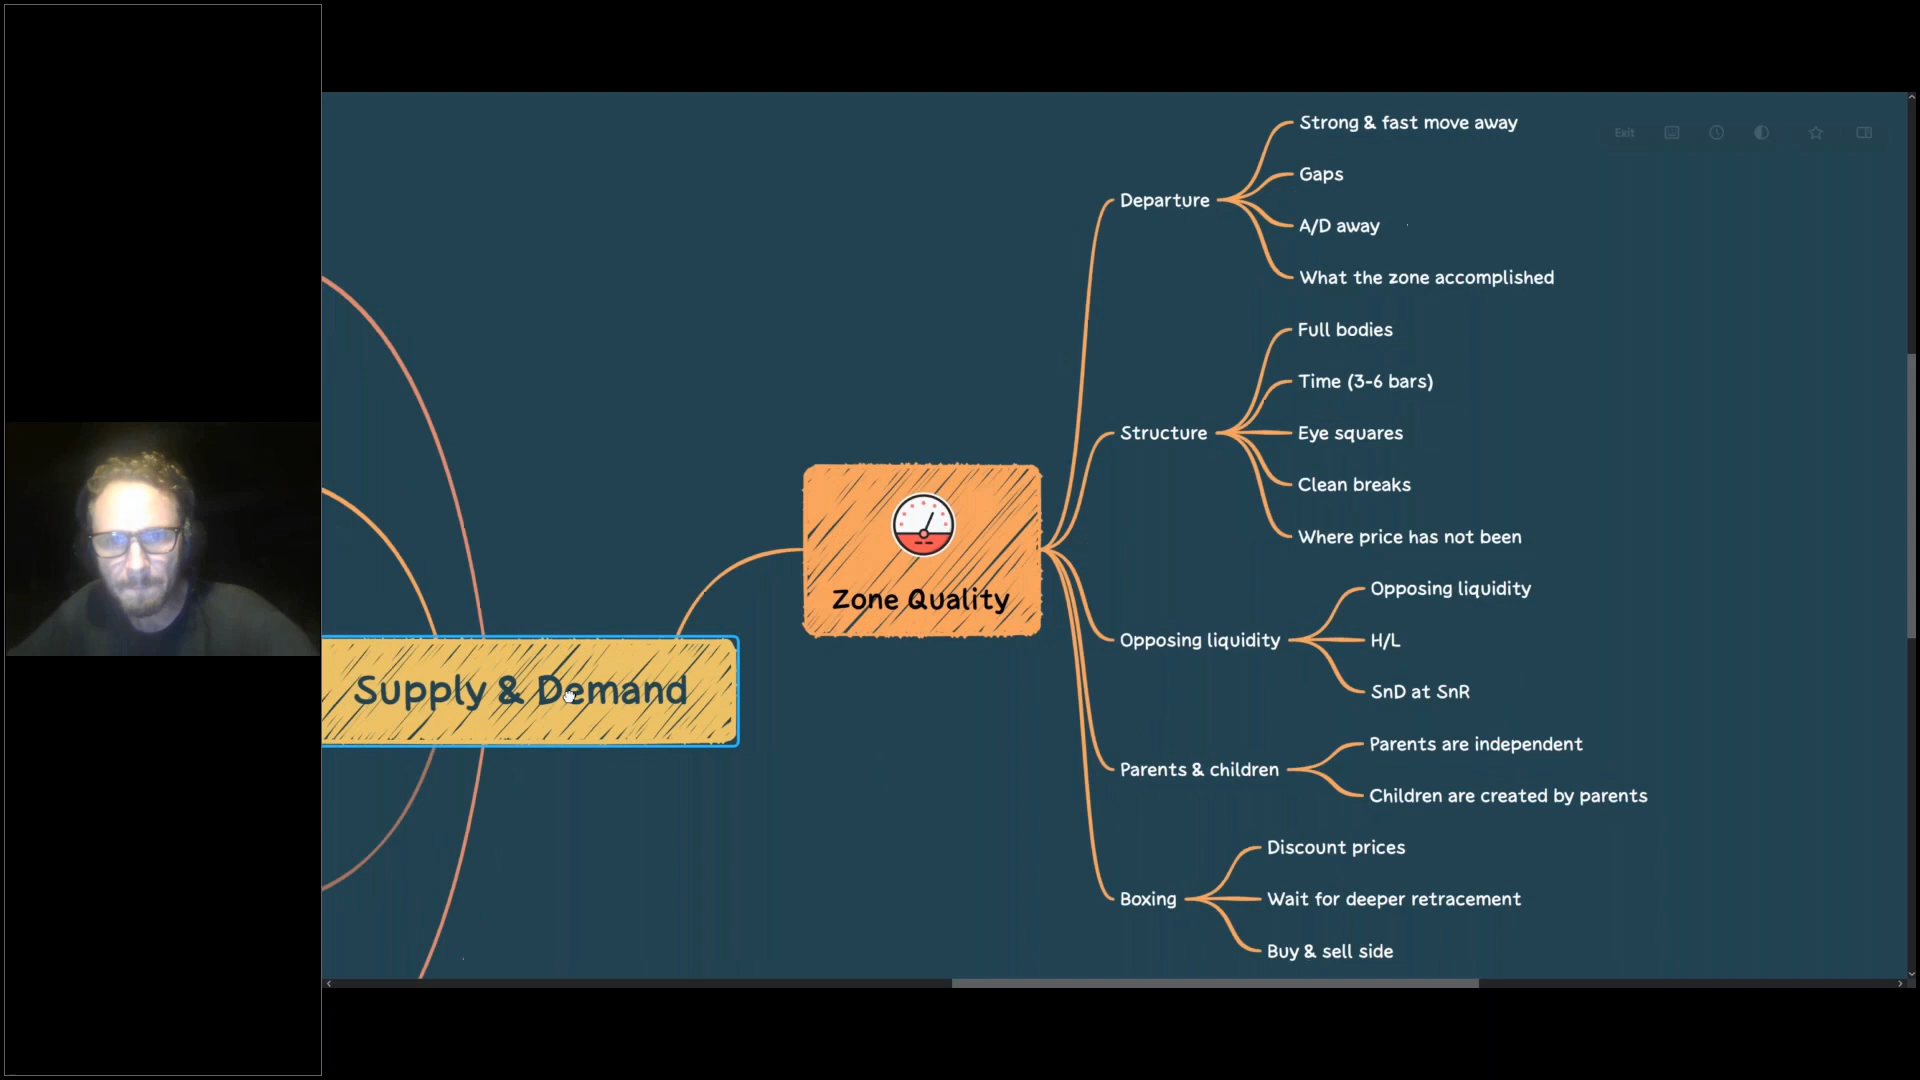 Exit
Strong & fast move away
Gaps
Departure
A/D away
What the zone accomplished
Full bodies
Time (3-6 bars)
Structure
Eye squares
Clean breaks
Where price has not been
Zone Quality
Opposing liquidity
Opposing liquidity
H/L
SnD at SnR
Supply & Demand
Parents & children
Parents are independent
Children are created by parents
Boxing
Discount prices
Wait for deeper retracement
Buy & sell side